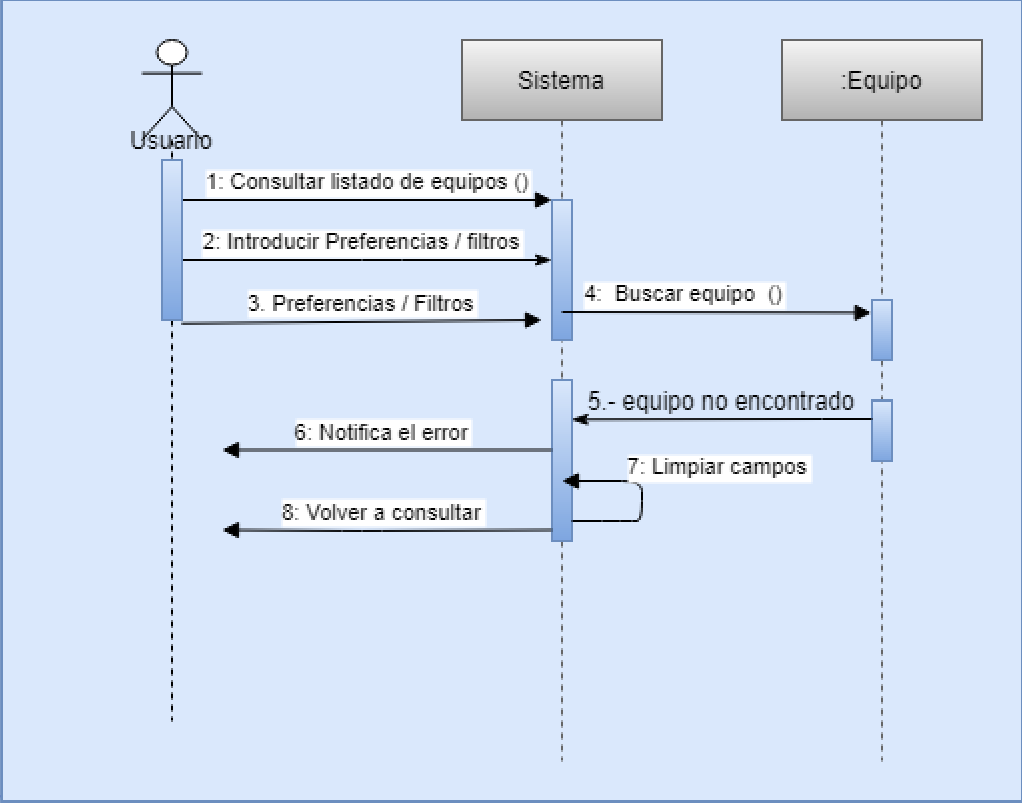 Sistema
:Equipo
Usuario
1: Consultar listado de equipos ()
2: Introducir Preferencias / filtros
3. Preferencias / Filtros
4:  Buscar equipo  ()
5.- equipo no encontrado
6: Notifica el error
7: Limpiar campos
8: Volver a consultar